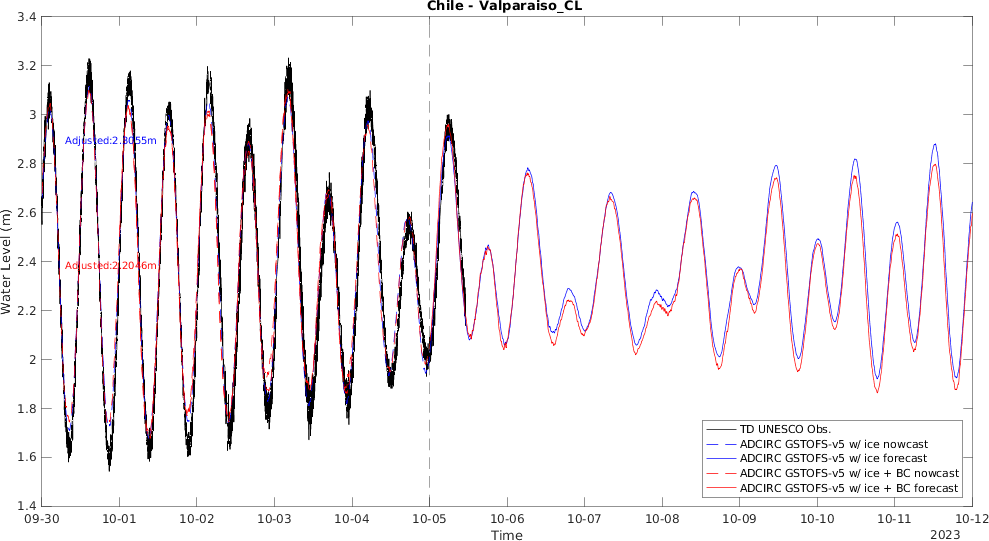 Chile - Valparaiso_CL
3.4
3.2
3
2.8
2.6
2.4
2.2
2
1.8
1.6
1.4
Water Level (m)
Adjusted:2.3055m
Adjusted:2.2046m
TD UNESCO Obs.
ADCIRC GSTOFS-v5 w/ ice nowcast
ADCIRC GSTOFS-v5 w/ ice forecast
ADCIRC GSTOFS-v5 w/ ice + BC nowcast
ADCIRC GSTOFS-v5 w/ ice + BC forecast
09-30 10-01 10-02 10-03 10-04 10-05 10-06 10-07 10-08 10-09 10-10 10-11 10-12
Time
2023